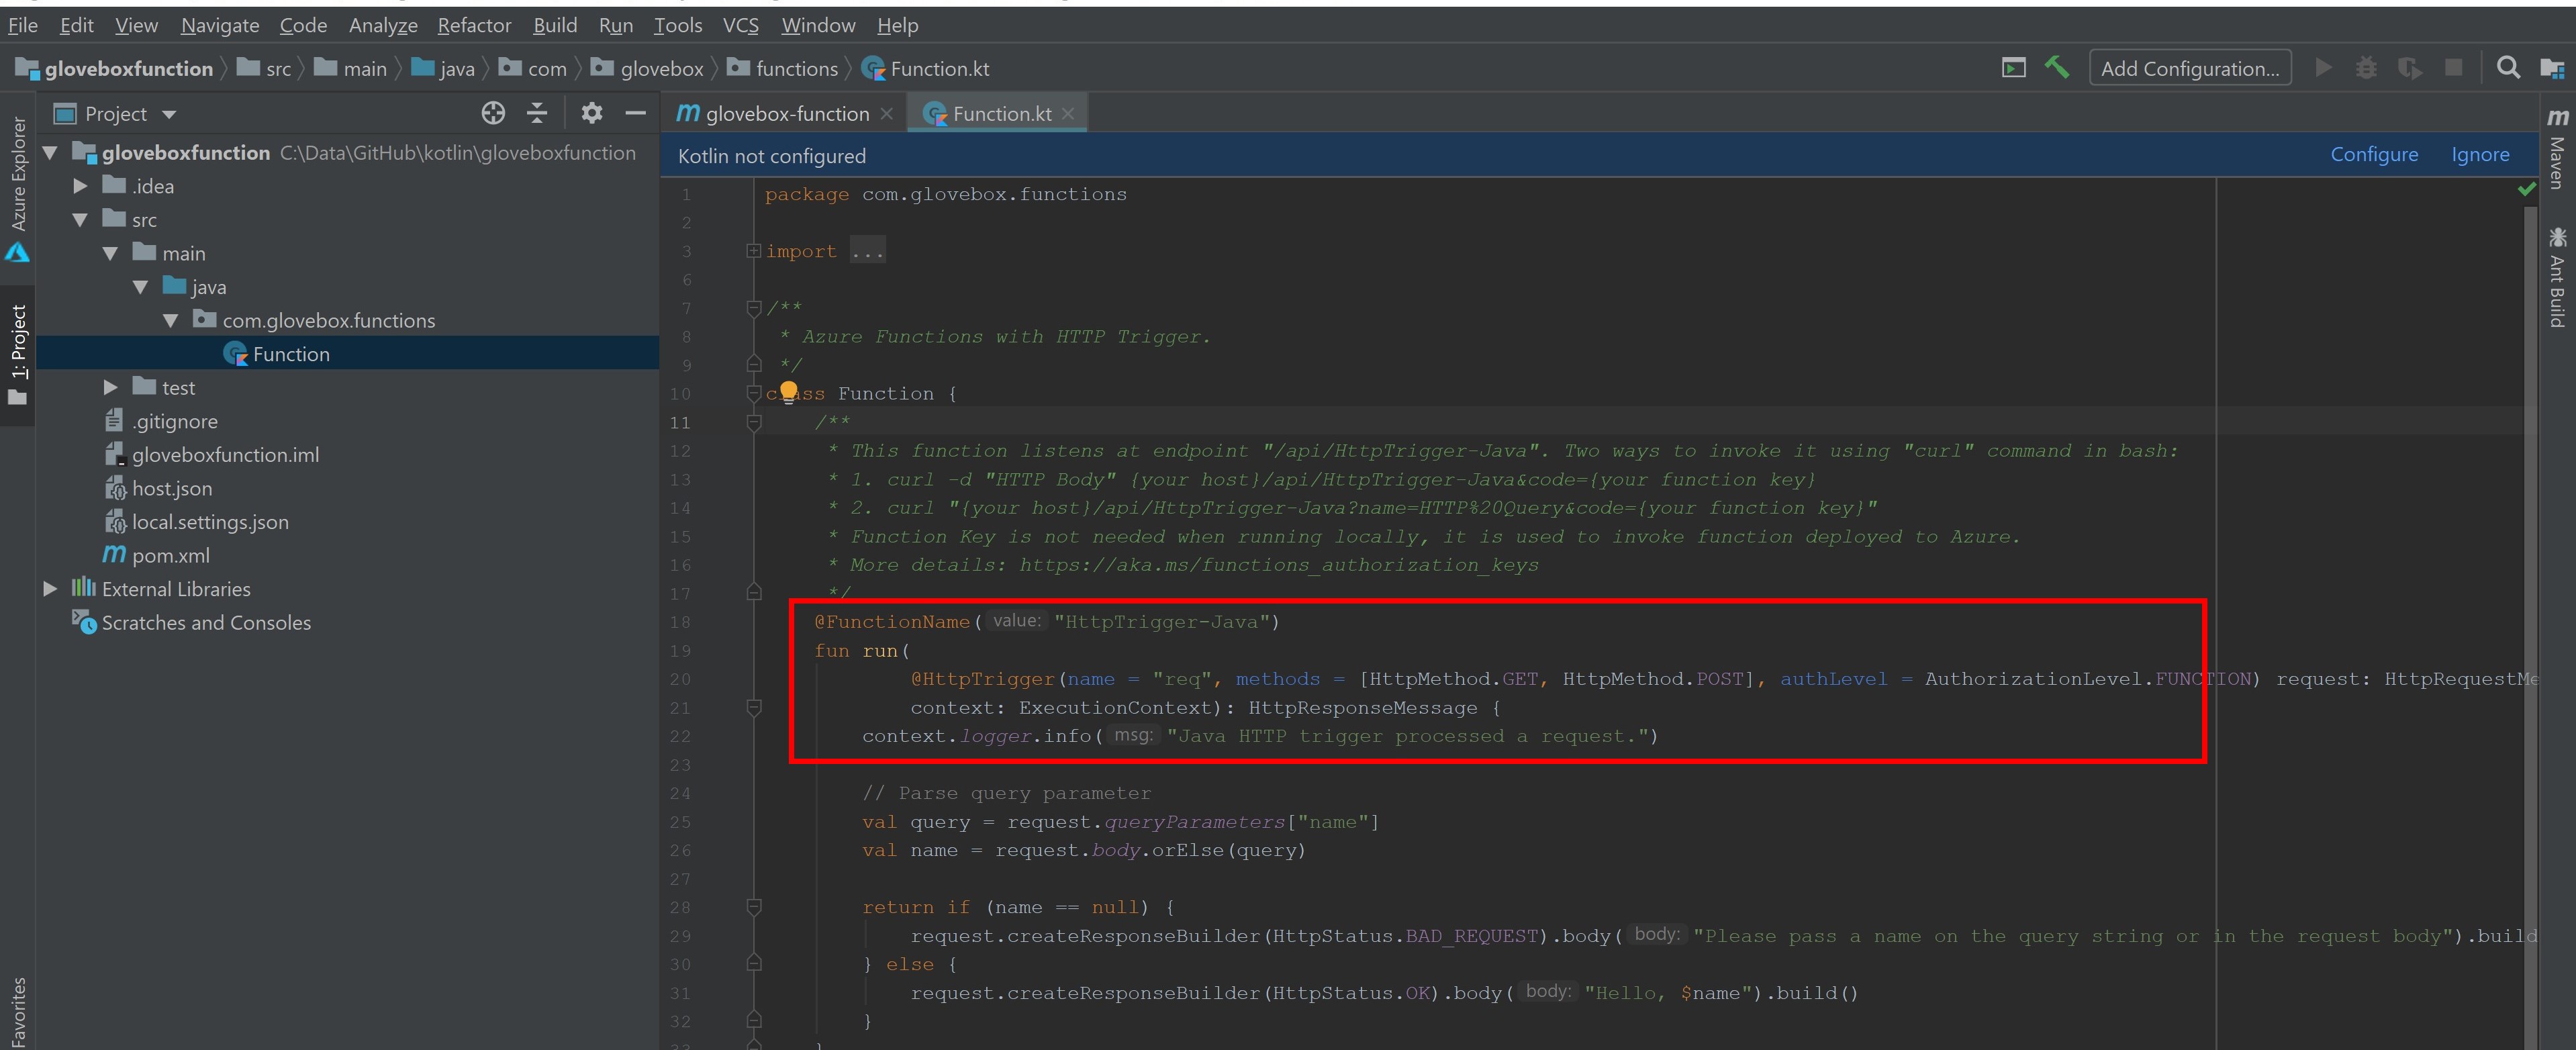 File Edit View Navigate Code Analyze Refactor Build Run Tools VCS Window Help
gloveboxfunction src main java com glovebox functions Function.kt Add Configuration...
Project
glovebox-function Function.kt
Azure Explorer
1: Project
Favorites
gloveboxfunction C:\Data\GitHub\kotlin\gloveboxfunction
.idea
src
main
java
com.glovebox.functions
Function
test
.gitignore
gloveboxfunction.iml
host.json
local.settings.json
pom.xml
External Libraries
Scratches and Consoles
Kotlin not configured Configure Ignore
1 package com.glovebox.functions
2
3 import ...
6
7 /**
8 * Azure Functions with HTTP Trigger.
9 */
10 class Function {
11 /**
12 * This function listens at endpoint "/api/HttpTrigger-Java". Two ways to invoke it using "curl" command in bash:
13 * 1. curl -d "HTTP Body" {your host}/api/HttpTrigger-Java&code={your function key}
14 * 2. curl "{your host}/api/HttpTrigger-Java?name=HTTP%20Query&code={your function key}"
15 * Function Key is not needed when running locally, it is used to invoke function deployed to Azure.
16 * More details: https://aka.ms/functions_authorization_keys
17 */
18 @FunctionName( value: "HttpTrigger-Java")
19 fun run(
20 @HttpTrigger(name = "req", methods = [HttpMethod.GET, HttpMethod.POST], authLevel = AuthorizationLevel.FUNCTION) request: HttpRequestMe
21 context: ExecutionContext): HttpResponseMessage {
22 context.logger.info( msg: "Java HTTP trigger processed a request.")
23
24 // Parse query parameter
25 val query = request.queryParameters["name"]
26 val name = request.body.orElse(query)
27
28 return if (name == null) {
29 request.createResponseBuilder(HttpStatus.BAD_REQUEST).body( body: "Please pass a name on the query string or in the request body").build
30 } else {
31 request.createResponseBuilder(HttpStatus.OK).body( body: "Hello, $name").build()
32 }
Maven
Ant Build